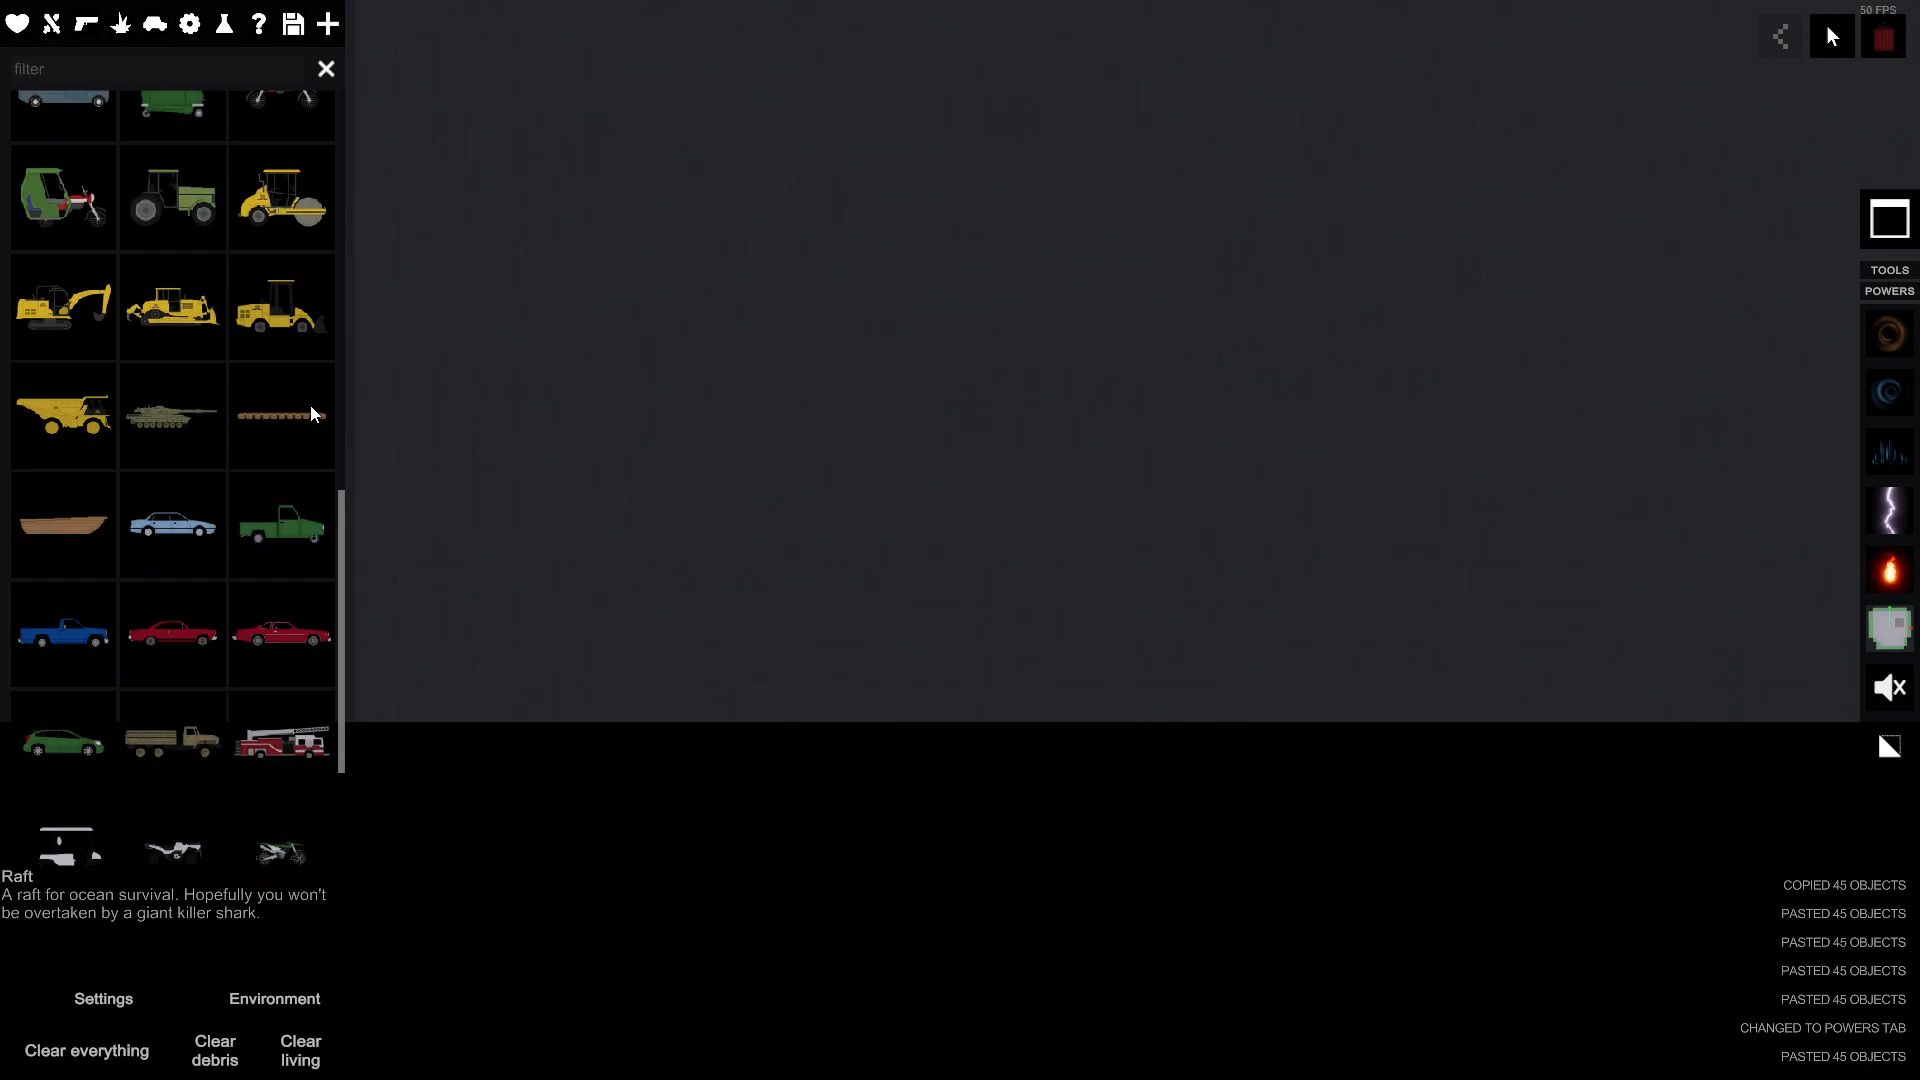 50 FPS
filter
TOOLS
POWERS
Raft
A raft for ocean survival. Hopefully you won't
be overtaken by a giant killer shark.
COPIED 45 OBJECTS
PASTED 45 OBJECTS
PASTED 45 OBJECTS
PASTED 45 OBJECTS
PASTED 45 OBJECTS
CHANGED TO POWERS TAB
PASTED 45 OBJECTS
Settings
Environment
Clear everything
Clear
debris
Clear
living